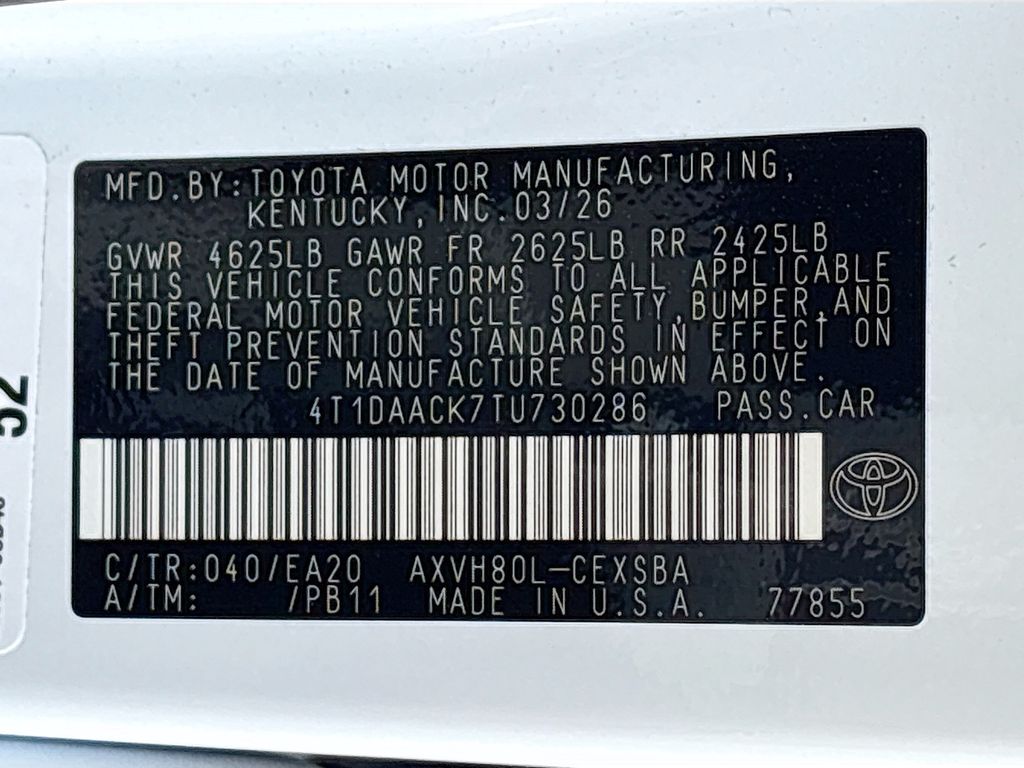 MFD.BY:TOYOTA MOTOR MANUFACTURING,
KENTUCKY,INC.03/26
GVWR 4625LB GAWR FR 2625LB RR 2425LB
THIS VEHICLE CONFORMS TO ALL APPLICABLE
FEDERAL MOTOR VEHICLE SAFETY,BUMPER,AND
THEFT PREVENTION STANDARDS IN EFFECT ON
THE DATE OF MANUFACTURE SHOWN ABOVE.
4T1DAACK7TU730286 PASS.CAR
C/TR:040/EA20 AXVH80L-CEXSBA
A/TM: /PB11 MADE IN U.S.A. 77855
52